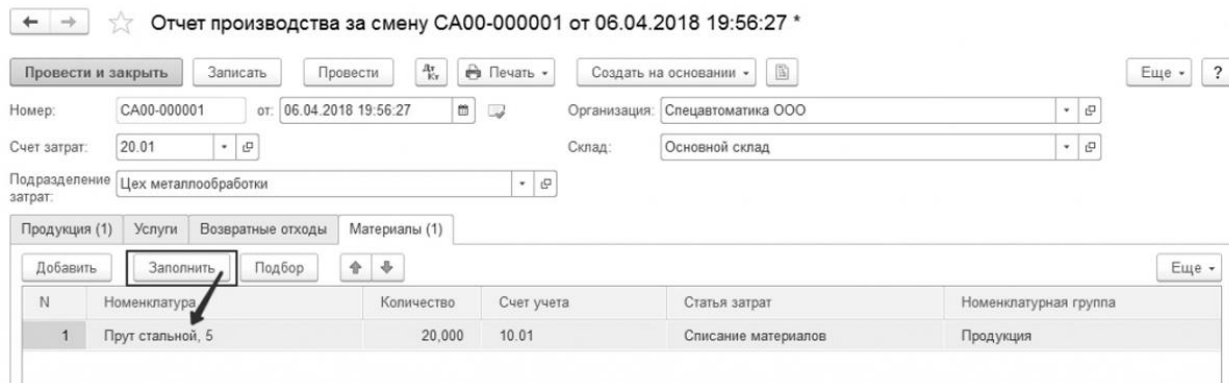 Отчет производства за смену СА00-000001 от 06.04.2018 19:56:27 *
Провести и закрыть Записать Провести Дт Кт Печать Создать на основании Еще ?
Номер: СА00-000001 от: 06.04.2018 19:56:27 Организация: Спецавтоматика ООО
Счет затрат: 20.01 Склад: Основной склад
Подразделение затрат: Цех металлообработки
Продукция (1) Услуги Возвратные отходы Материалы (1)
Добавить Заполнить Подбор Еще
N Номенклатура Количество Счет учета Статья затрат Номенклатурная группа
1 Прут стальной, 5 20,000 10.01 Списание материалов Продукция